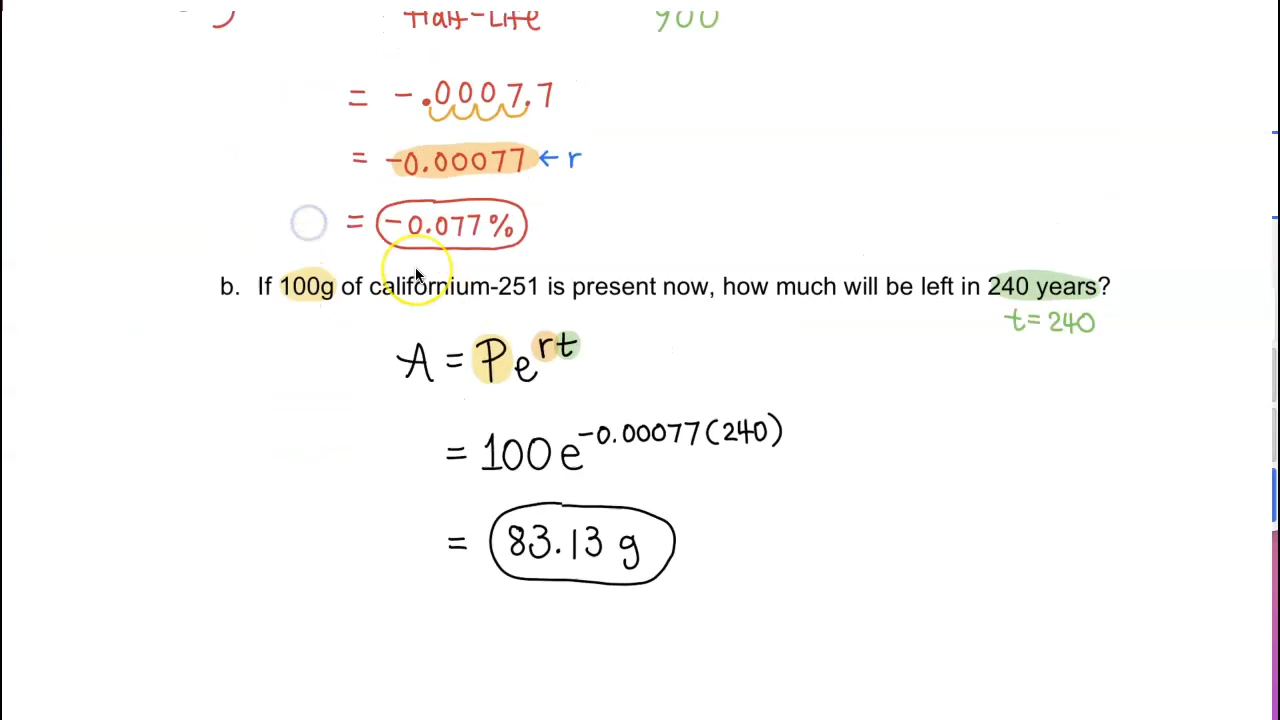 Half-Life 900
= -.0007.7
= -0.00077 ← r
= -0.077%
b. If 100g of californium-251 is present now, how much will be left in 240 years?
t = 240
A = Pe^rt
= 100e^-0.00077(240)
= 83.13 g